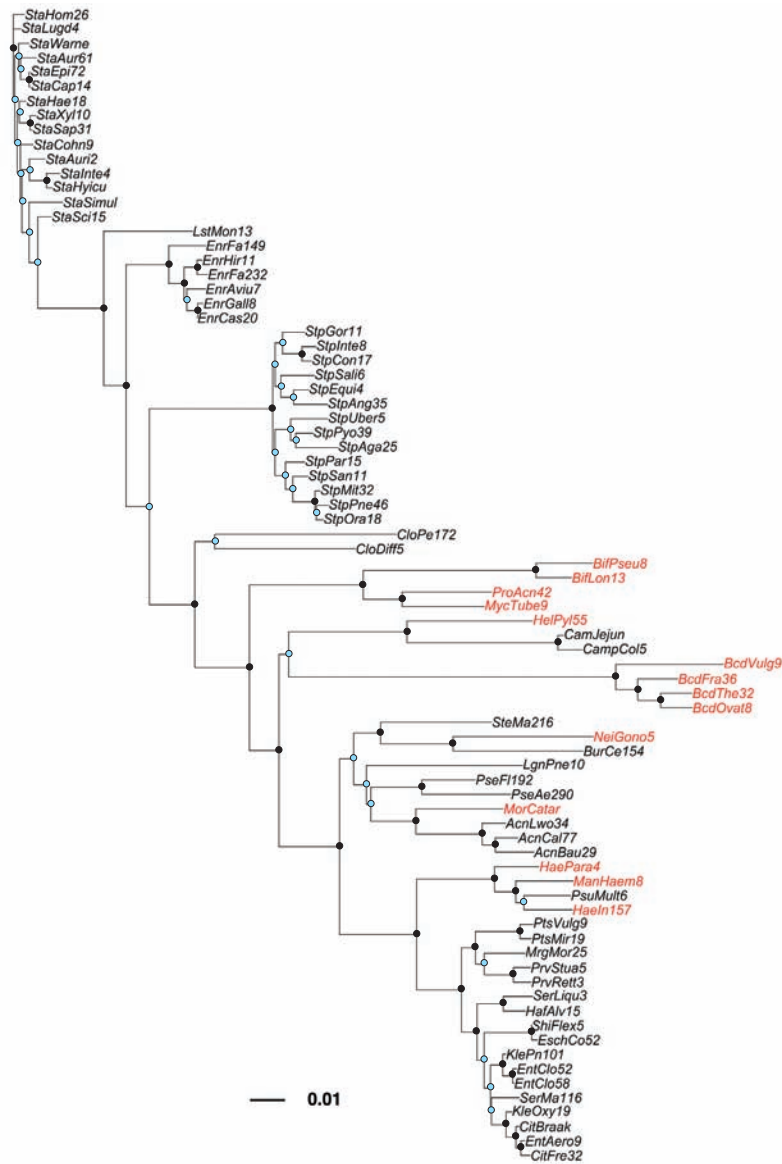 StaHom26
StaLugd4
StaWarne
StaAur61
StaEpi72
StaCap14
StaHae18
StaXyl10
StaSap31
StaCohn9
StaAuri2
StaInte4
StaHyicu
StaSimul
StaSci15
LstMon13
EnrFa149
EnrHir11
EnrFa232
EnrAviu7
EnrGall8
EnrCas20
StpGor11
StpInte8
StpCon17
StpSali6
StpEqui4
StpAng35
StpUber5
StpPyo39
StpAga25
StpPar15
StpSan11
StpMit32
StpPne46
StpOra18
CloPe172
CloDiff5
BifPseu8
BifLon13
ProAcn42
MycTube9
HelPyl55
CamJejun
CampCol5
BcdVulg9
BcdFra36
BcdThe32
BcdOvat8
SteMa216
NeiGono5
BurCe154
LgnPne10
PseFl192
PseAe290
MorCatar
AcnLwo34
AcnCal77
AcnBau29
HaePara4
ManHaem8
PsuMult6
HaeIn157
PtsVulg9
PtsMir19
MrgMor25
PrvStua5
PrvRett3
SerLiqu3
HafAlv15
ShiFlex5
EschCo52
KlePn101
EntClo52
EntClo58
SerMa116
KleOxy19
CitBraak
EntAero9
CitFre32
0.01